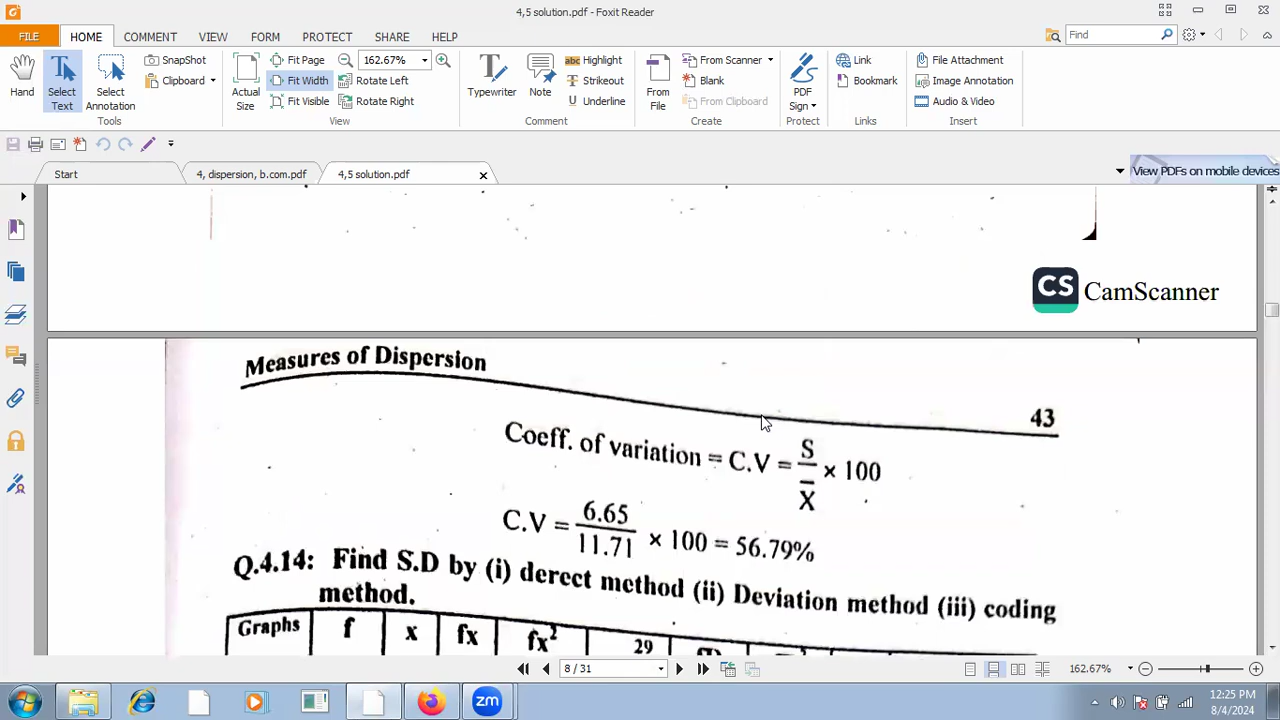 4,5 solution.pdf - Foxit Reader
FILE HOME COMMENT VIEW FORM PROTECT SHARE HELP
Find
Hand
Select Text
Select Annotation
SnapShot
Clipboard
Tools
Actual Size
Fit Page
Fit Width
Fit Visible
162.67%
Rotate Left
Rotate Right
View
Typewriter
Note
Highlight
Strikeout
Underline
Comment
From File
From Scanner
Blank
From Clipboard
Create
PDF Sign
Protect
Link
Bookmark
Links
File Attachment
Image Annotation
Audio & Video
Insert
Start 4, dispersion, b.com.pdf 4,5 solution.pdf
View PDFs on mobile devices
CS CamScanner
Measures of Dispersion 43
Coeff. of variation = C.V = S/X̄ × 100
C.V = 6.65/11.71 × 100 = 56.79%
Q.4.14: Find S.D by (i) derect method (ii) Deviation method (iii) coding
method.
Graphs f x fx fx² 29
8 / 31 162.67%
zm
12:25 PM
8/4/2024